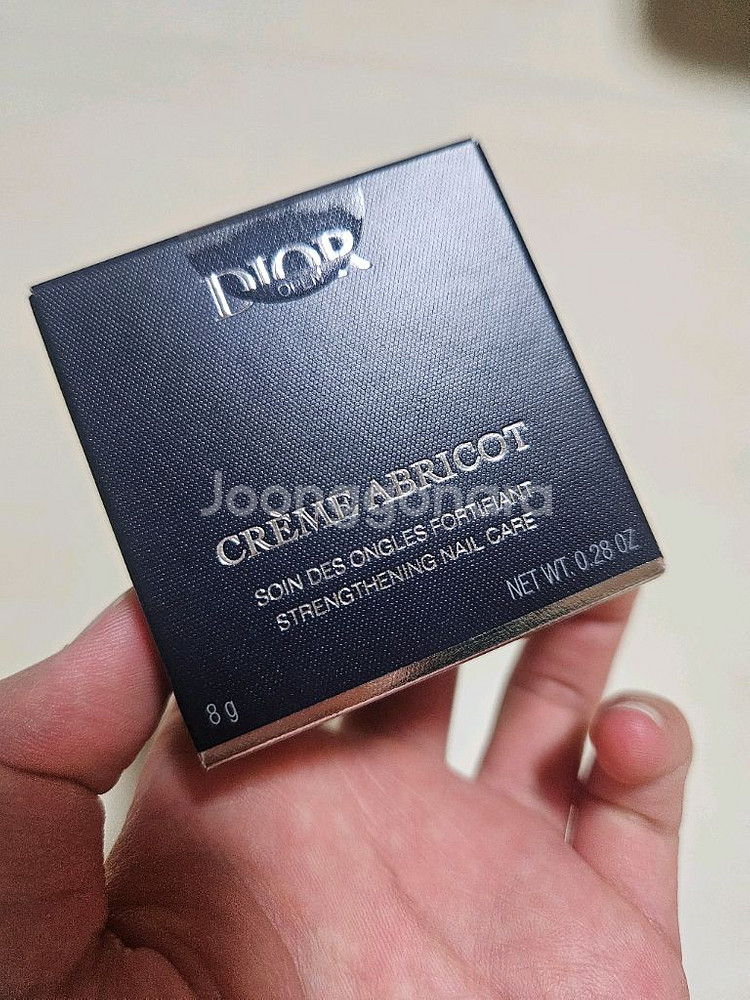 DIOR
CRÈME ABRICOT
Joonggonara
SOIN DES ONGLES FORTIFIANT
STRENGTHENING NAIL CARE
NET WT. 0.28 OZ
8 g